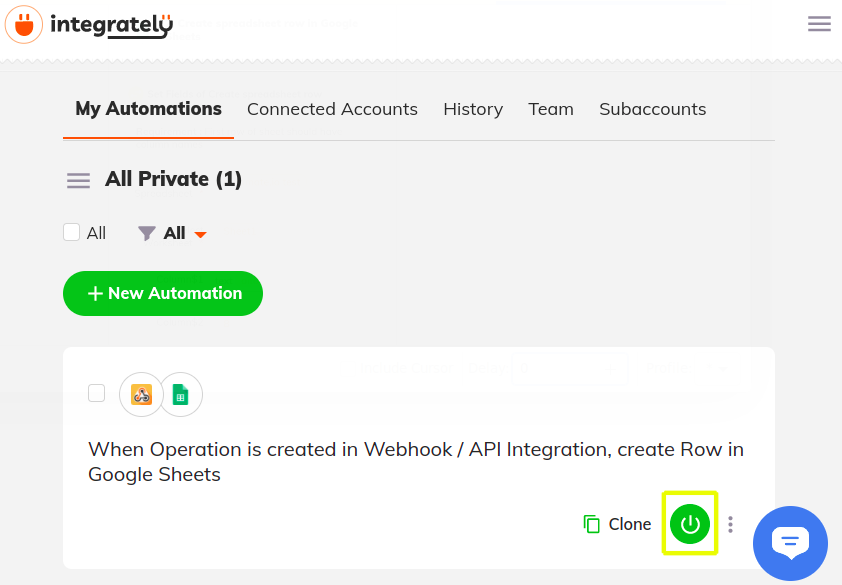 integrately
My Automations Connected Accounts History Team Subaccounts
All Private (1)
All All
+ New Automation
When Operation is created in Webhook / API Integration, create Row in
Google Sheets
Clone